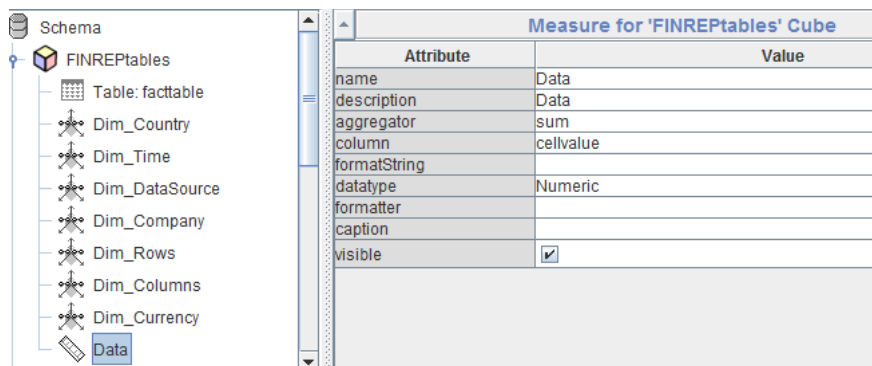 Schema
FINREPtables
Table: facttable
Dim_Country
Dim_Time
Dim_DataSource
Dim_Company
Dim_Rows
Dim_Columns
Dim_Currency
Data
Measure for 'FINREPtables' Cube
Attribute Value
name Data
description Data
aggregator sum
column cellvalue
formatString
datatype Numeric
formatter
caption
visible